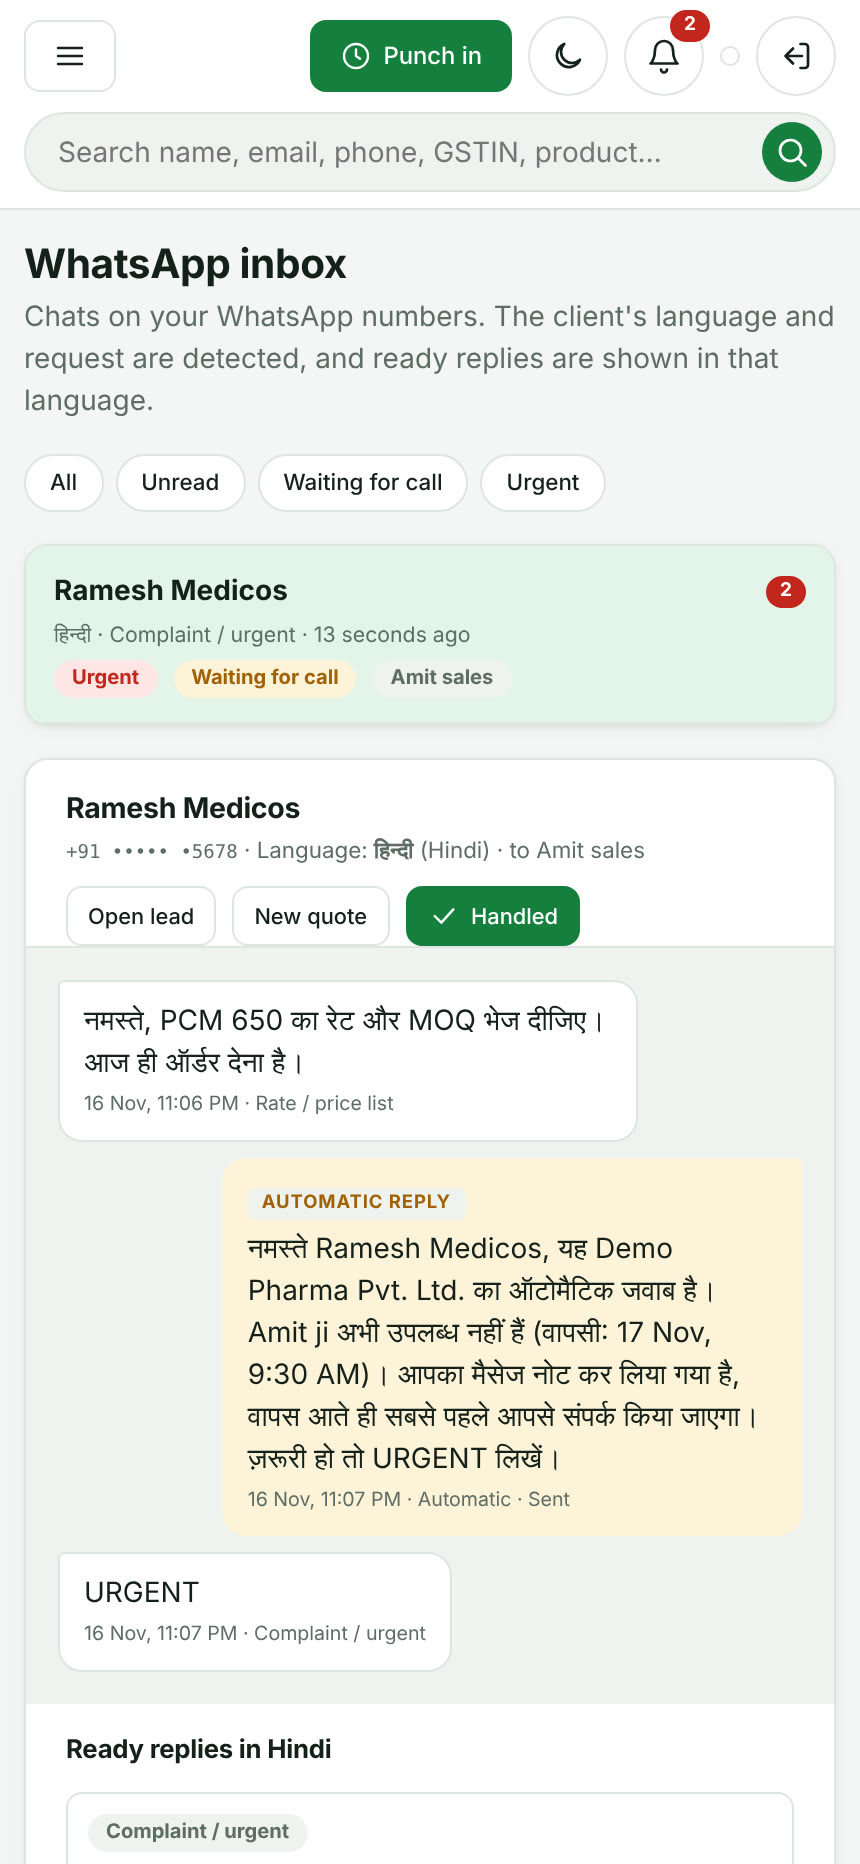 Punch in
2
Search name, email, phone, GSTIN, product...
WhatsApp inbox
Chats on your WhatsApp numbers. The client's language and
request are detected, and ready replies are shown in that
language.
All
Unread
Waiting for call
Urgent
Ramesh Medicos
2
हिन्दी · Complaint / urgent · 13 seconds ago
Urgent
Waiting for call
Amit sales
Ramesh Medicos
+91 ••••• •5678 · Language: हिन्दी (Hindi) · to Amit sales
Open lead
New quote
Handled
नमस्ते, PCM 650 का रेट और MOQ भेज दीजिए।
आज ही ऑर्डर देना है।
16 Nov, 11:06 PM · Rate / price list
AUTOMATIC REPLY
नमस्ते Ramesh Medicos, यह Demo
Pharma Pvt. Ltd. का ऑटोमैटिक जवाब है।
Amit ji अभी उपलब्ध नहीं हैं (वापसी: 17 Nov,
9:30 AM)। आपका मैसेज नोट कर लिया गया है,
वापस आते ही सबसे पहले आपसे संपर्क किया जाएगा।
ज़रूरी हो तो URGENT लिखें।
16 Nov, 11:07 PM · Automatic · Sent
URGENT
16 Nov, 11:07 PM · Complaint / urgent
Ready replies in Hindi
Complaint / urgent